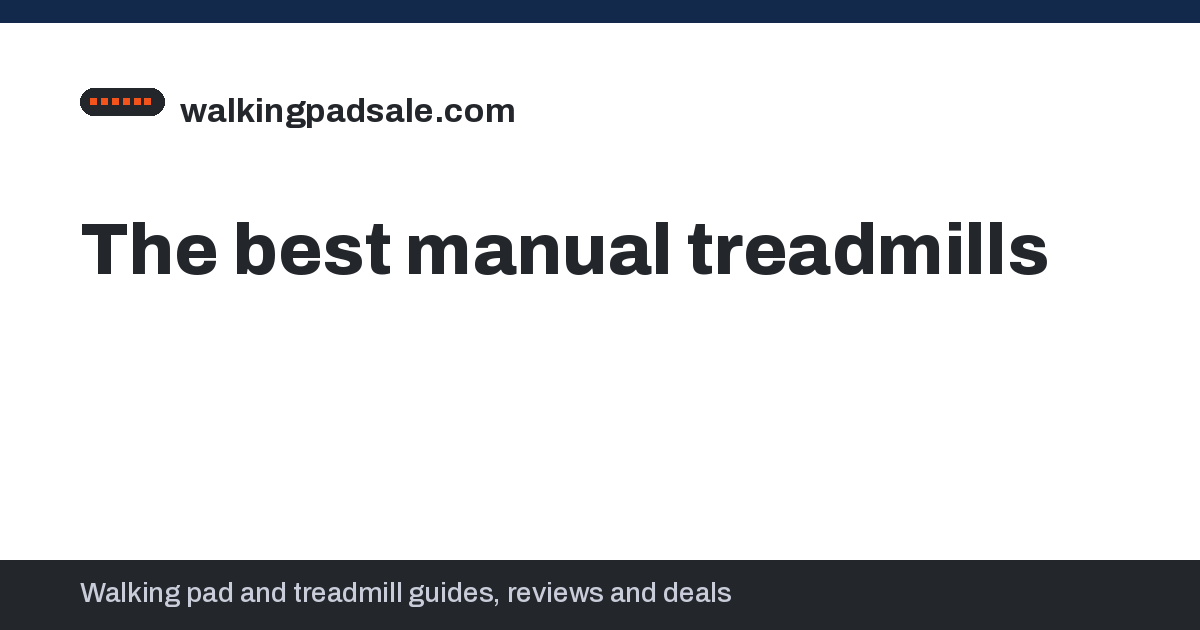 walkingpadsale.com
The best manual treadmills
Walking pad and treadmill guides, reviews and deals